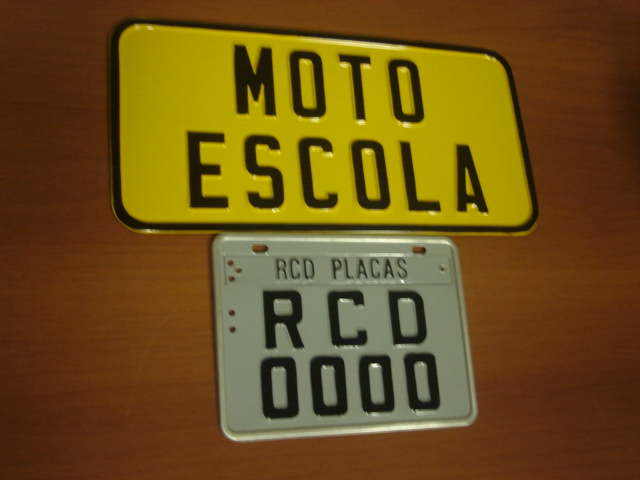 MOTO
ESCOLA
RCD PLACAS
RCD
0000